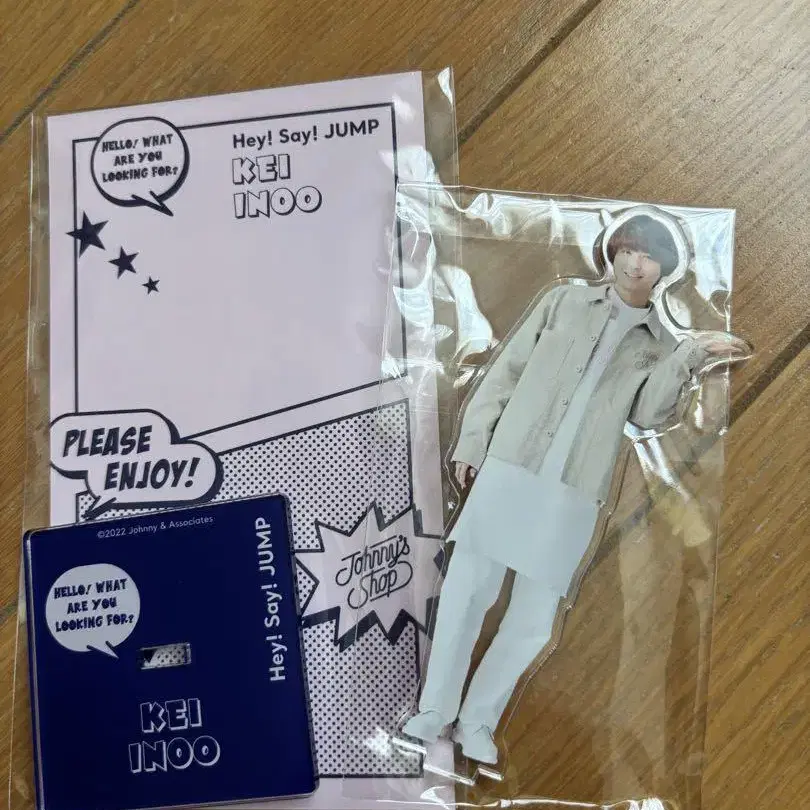 HELLO! WHAT
ARE YOU
LOOKING FOR?
Hey! Say! JUMP
KEI
INOO
PLEASE
ENJOY!
Johnny's
Shop
©2022 Johnny & Associates
HELLO! WHAT
ARE YOU
LOOKING FOR?
Hey! Say! JUMP
KEI
INOO